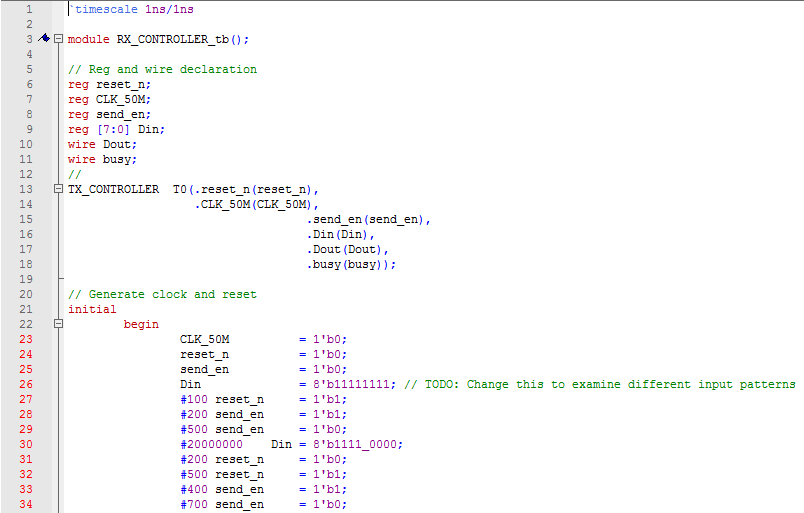 1 `timescale 1ns/1ns
2
3 module RX_CONTROLLER_tb();
4
5 // Reg and wire declaration
6 reg reset_n;
7 reg CLK_50M;
8 reg send_en;
9 reg [7:0] Din;
10 wire Dout;
11 wire busy;
12 //
13 TX_CONTROLLER T0(.reset_n(reset_n),
14 .CLK_50M(CLK_50M),
15 .send_en(send_en),
16 .Din(Din),
17 .Dout(Dout),
18 .busy(busy));
19
20 // Generate clock and reset
21 initial
22 begin
23 CLK_50M = 1'b0;
24 reset_n = 1'b0;
25 send_en = 1'b0;
26 Din = 8'b11111111; // TODO: Change this to examine different input patterns
27 #100 reset_n = 1'b1;
28 #200 send_en = 1'b1;
29 #500 send_en = 1'b0;
30 #20000000 Din = 8'b1111_0000;
31 #200 reset_n = 1'b0;
32 #500 reset_n = 1'b1;
33 #400 send_en = 1'b1;
34 #700 send_en = 1'b0;